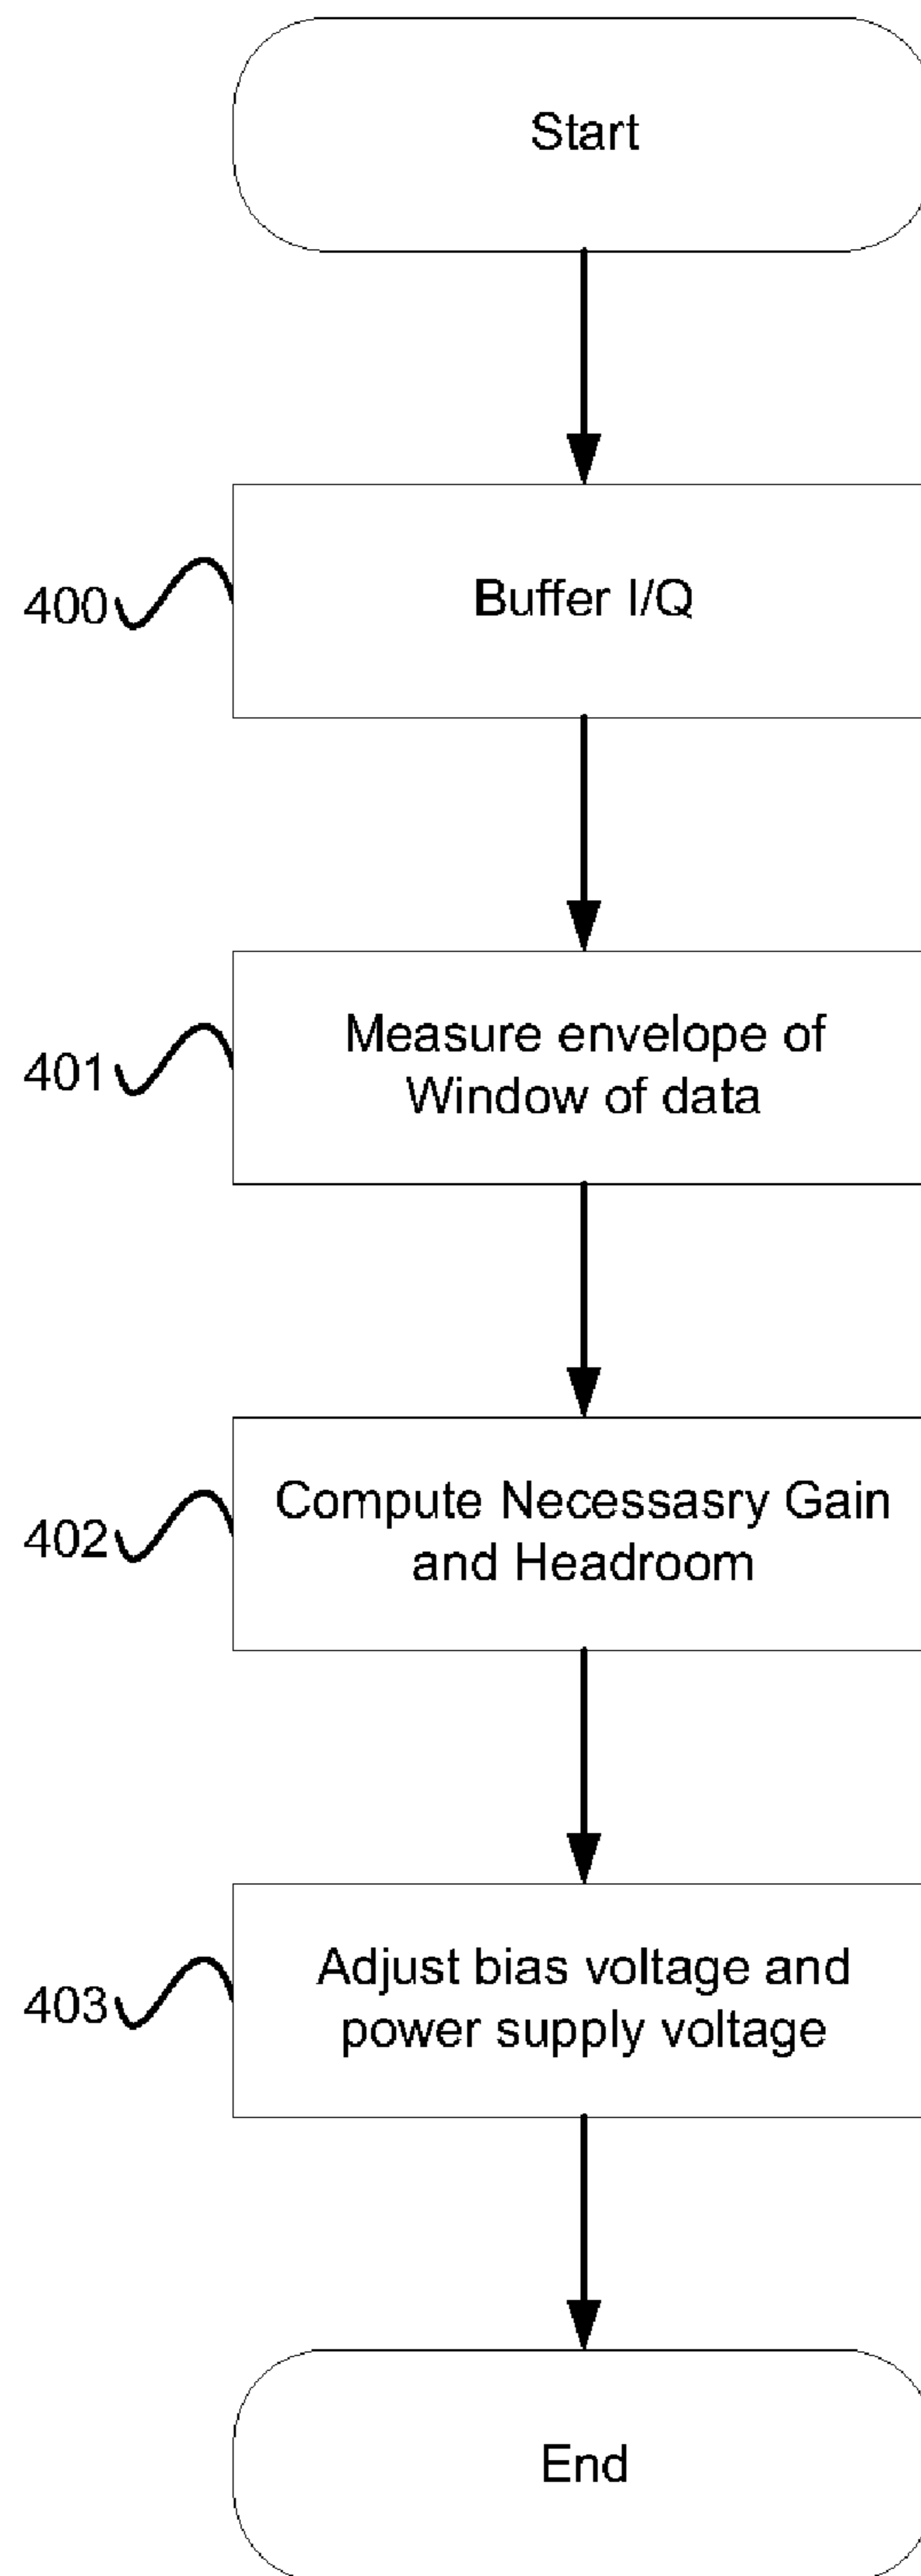 Start
400
Buffer I/Q
401
Measure envelope of
Window of data
402
Compute Necessasry Gain
and Headroom
403
Adjust bias voltage and
power supply voltage
End